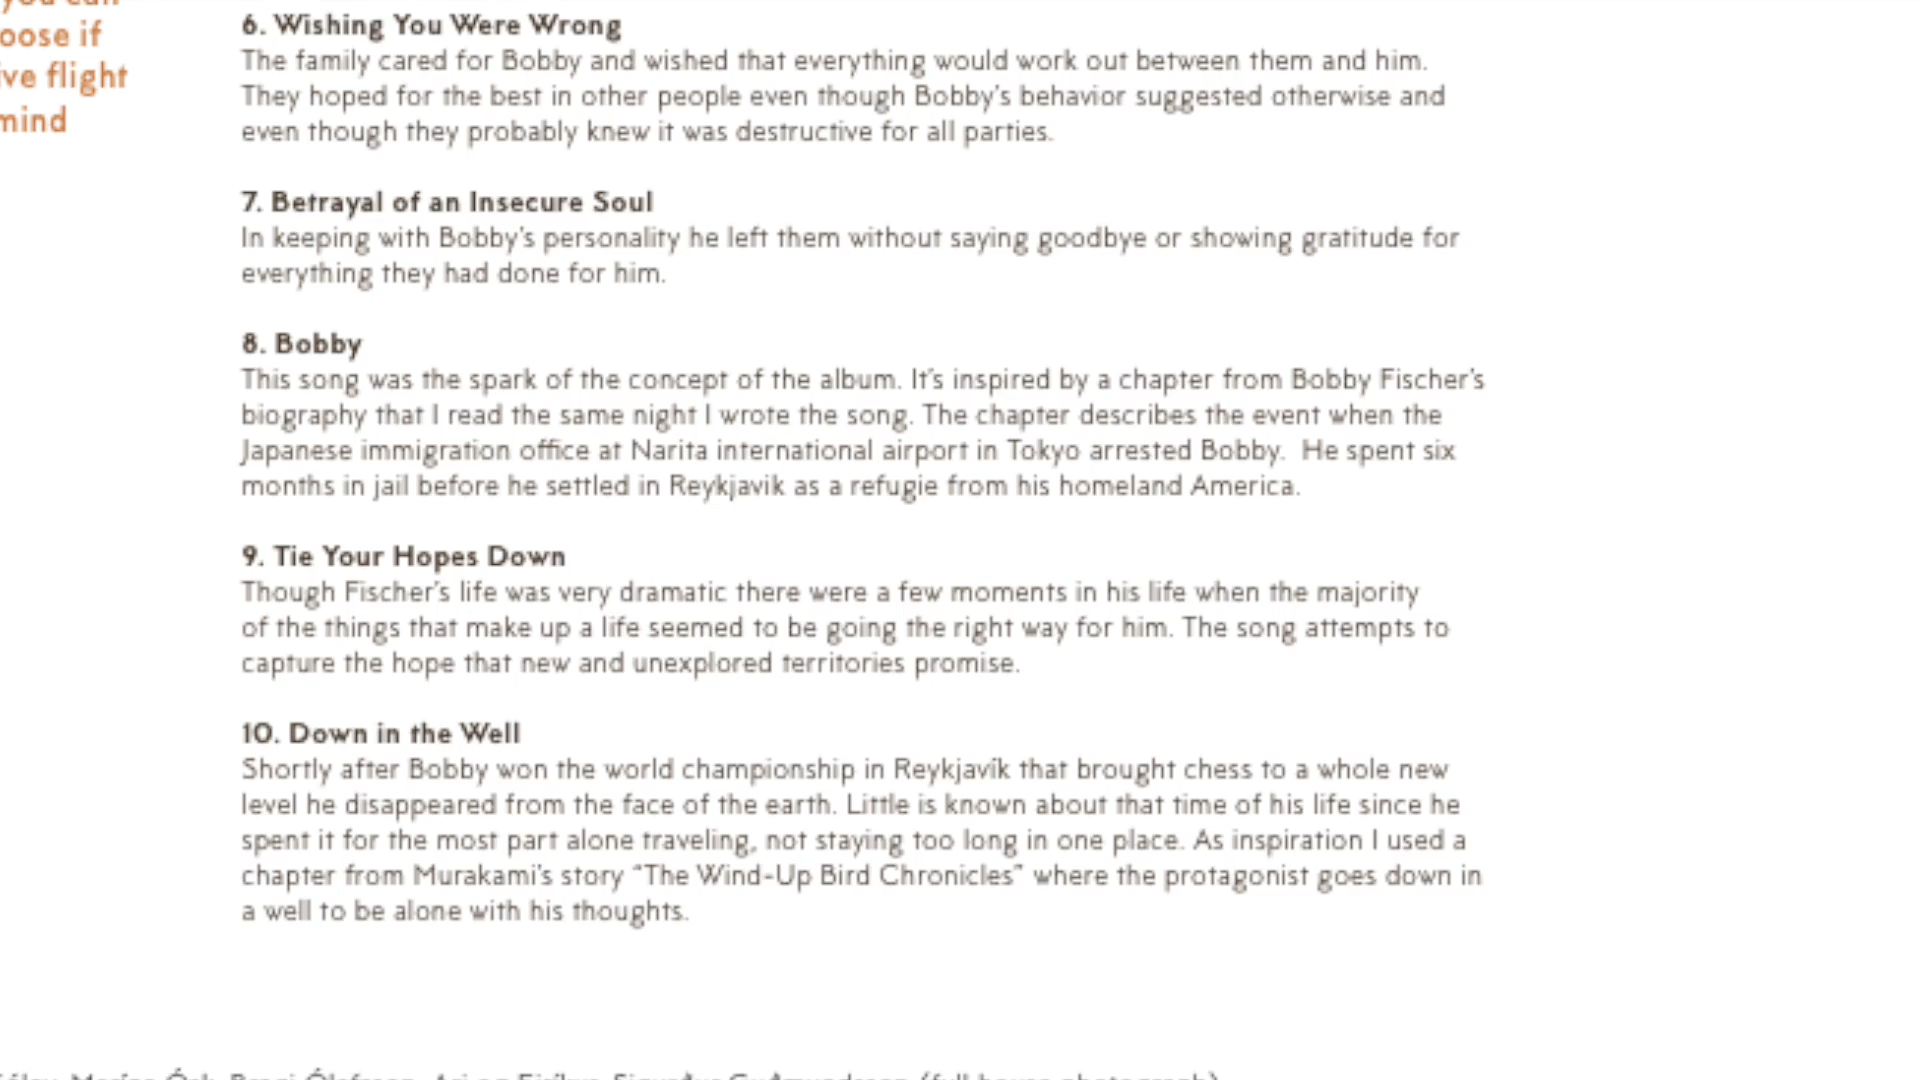 oose if
ive flight
mind
6. Wishing You Were Wrong
The family cared for Bobby and wished that everything would work out between them and him.
They hoped for the best in other people even though Bobby's behavior suggested otherwise and
even though they probably knew it was destructive for all parties.
7. Betrayal of an Insecure Soul
In keeping with Bobby's personality he left them without saying goodbye or showing gratitude for
everything they had done for him.
8. Bobby
This song was the spark of the concept of the album. It's inspired by a chapter from Bobby Fischer's
biography that I read the same night I wrote the song. The chapter describes the event when the
Japanese immigration office at Narita international airport in Tokyo arrested Bobby.  He spent six
months in jail before he settled in Reykjavik as a refugie from his homeland America.
9. Tie Your Hopes Down
Though Fischer's life was very dramatic there were a few moments in his life when the majority
of the things that make up a life seemed to be going the right way for him. The song attempts to
capture the hope that new and unexplored territories promise.
10. Down in the Well
Shortly after Bobby won the world championship in Reykjavík that brought chess to a whole new
level he disappeared from the face of the earth. Little is known about that time of his life since he
spent it for the most part alone traveling, not staying too long in one place. As inspiration I used a
chapter from Murakami's story "The Wind-Up Bird Chronicles" where the protagonist goes down in
a well to be alone with his thoughts.